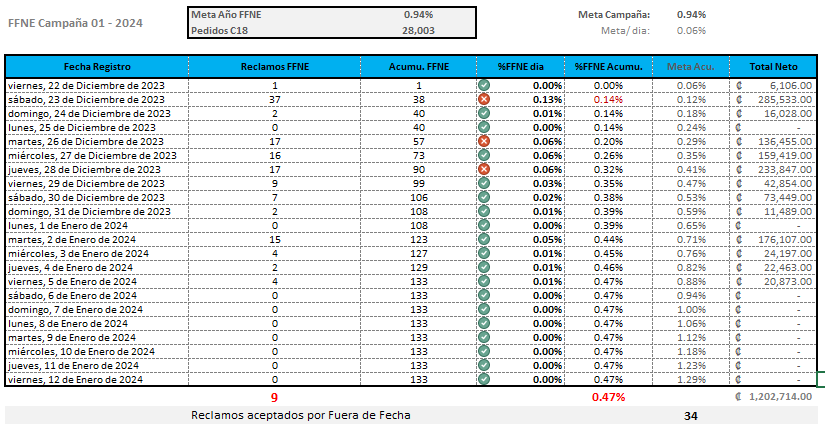 FFNE Campaña 01 - 2024
Meta Año FFNE 0.94%
Pedidos C18 28,003
Meta Campaña: 0.94%
Meta/ dia: 0.06%
Fecha Registro Reclamos FFNE Acumu. FFNE %FFNE dia %FFNE Acumu. Meta Acu. Total Neto
viernes, 22 de Diciembre de 2023 1 1 0.00% 0.00% 0.06% ₡ 6,106.00
sábado, 23 de Diciembre de 2023 37 38 0.13% 0.14% 0.12% ₡ 285,533.00
domingo, 24 de Diciembre de 2023 2 40 0.01% 0.14% 0.18% ₡ 16,028.00
lunes, 25 de Diciembre de 2023 0 40 0.00% 0.14% 0.24% ₡ -
martes, 26 de Diciembre de 2023 17 57 0.06% 0.20% 0.29% ₡ 136,455.00
miércoles, 27 de Diciembre de 2023 16 73 0.06% 0.26% 0.35% ₡ 159,419.00
jueves, 28 de Diciembre de 2023 17 90 0.06% 0.32% 0.41% ₡ 233,847.00
viernes, 29 de Diciembre de 2023 9 99 0.03% 0.35% 0.47% ₡ 42,854.00
sábado, 30 de Diciembre de 2023 7 106 0.02% 0.38% 0.53% ₡ 73,449.00
domingo, 31 de Diciembre de 2023 2 108 0.01% 0.39% 0.59% ₡ 11,489.00
lunes, 1 de Enero de 2024 0 108 0.00% 0.39% 0.65% ₡ -
martes, 2 de Enero de 2024 15 123 0.05% 0.44% 0.71% ₡ 176,107.00
miércoles, 3 de Enero de 2024 4 127 0.01% 0.45% 0.76% ₡ 24,197.00
jueves, 4 de Enero de 2024 2 129 0.01% 0.46% 0.82% ₡ 22,463.00
viernes, 5 de Enero de 2024 4 133 0.01% 0.47% 0.88% ₡ 20,873.00
sábado, 6 de Enero de 2024 0 133 0.00% 0.47% 0.94% ₡ -
domingo, 7 de Enero de 2024 0 133 0.00% 0.47% 1.00% ₡ -
lunes, 8 de Enero de 2024 0 133 0.00% 0.47% 1.06% ₡ -
martes, 9 de Enero de 2024 0 133 0.00% 0.47% 1.12% ₡ -
miércoles, 10 de Enero de 2024 0 133 0.00% 0.47% 1.18% ₡ -
jueves, 11 de Enero de 2024 0 133 0.00% 0.47% 1.23% ₡ -
viernes, 12 de Enero de 2024 0 133 0.00% 0.47% 1.29% ₡ -
9 0.47% ₡ 1,202,714.00
Reclamos aceptados por Fuera de Fecha 34